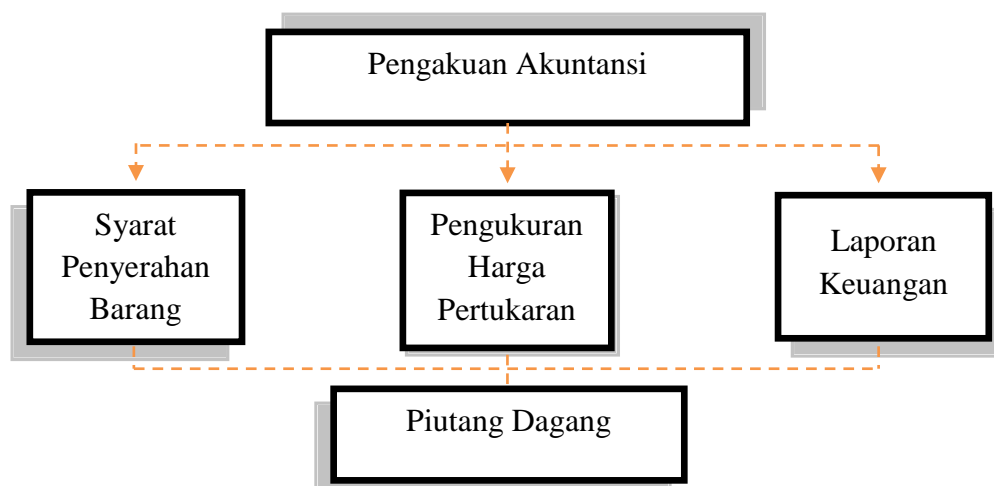 Pengakuan Akuntansi
Syarat
Penyerahan
Barang
Pengukuran
Harga
Pertukaran
Laporan
Keuangan
Piutang Dagang